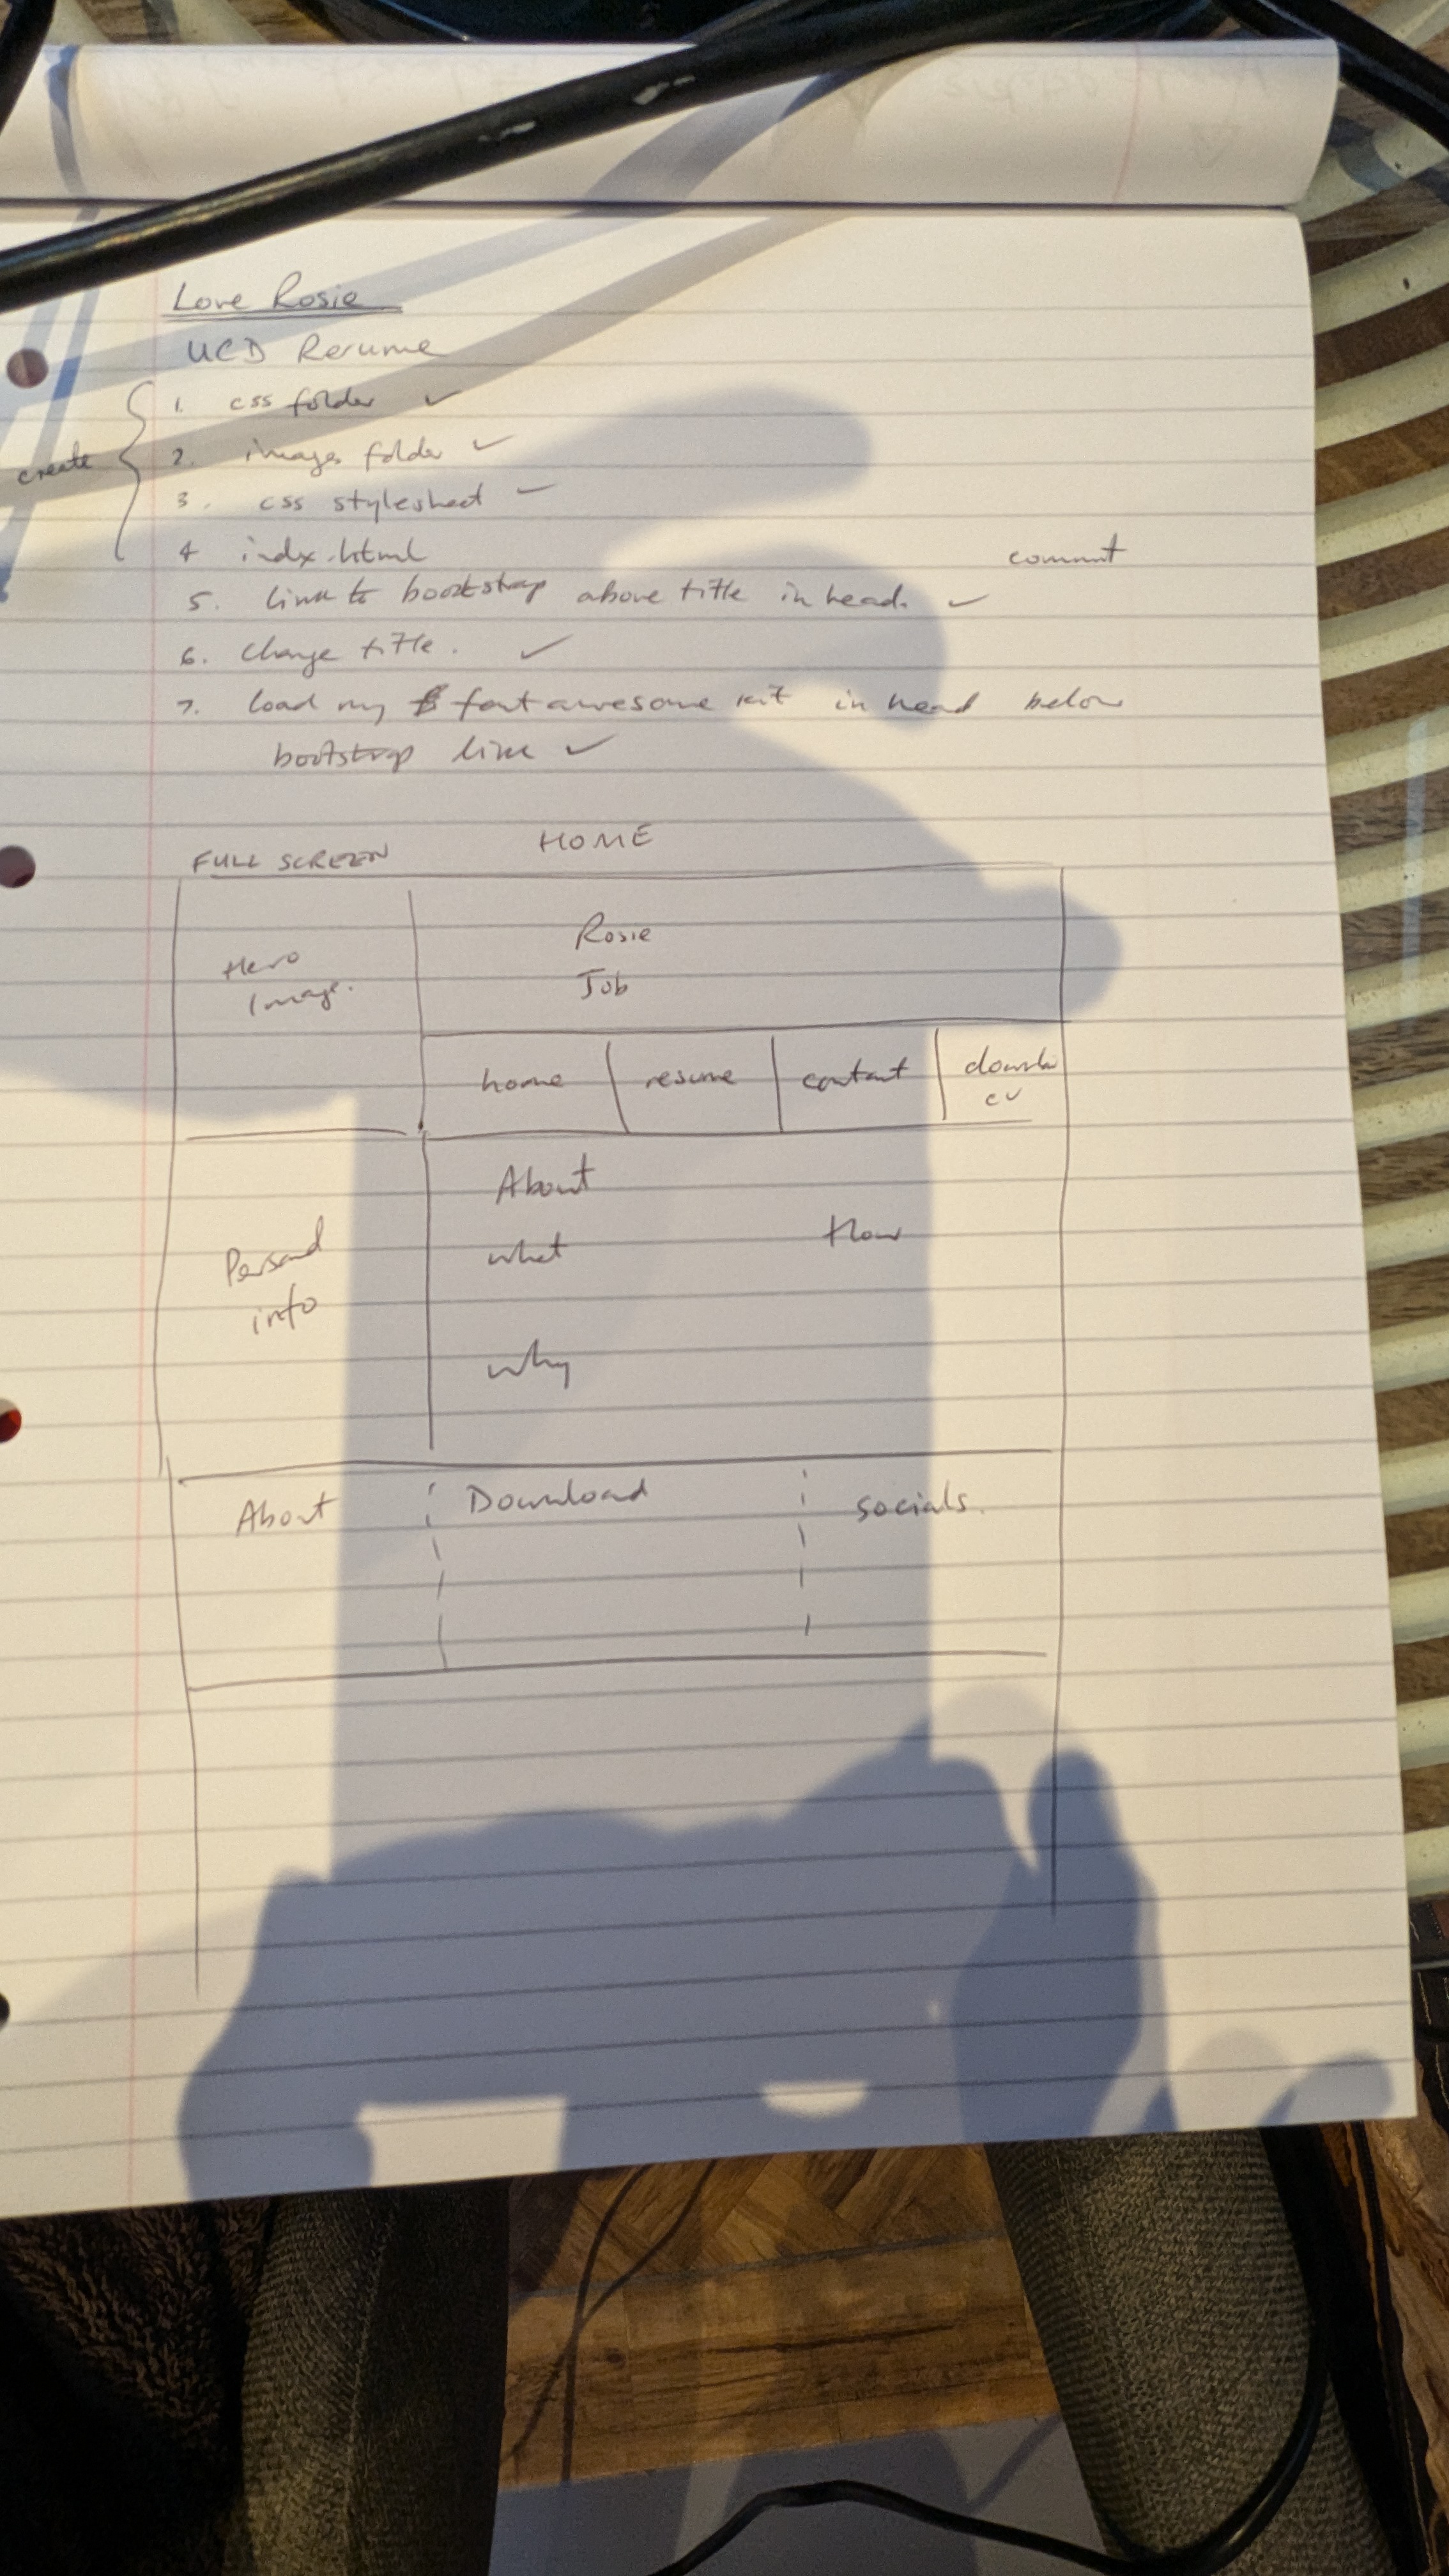 Love Rosie
UCD Resume
create
1. css folder ✓
2. images folder ✓
3. css stylesheet ✓
4 indx.html commit
5. link to bootstrap above title in head. ✓
6. Change title. ✓
7. load my font awesome kit in head below
bootstrap link ✓
HOME
FULL SCREEN
Hero
Image.
Rosie
Job
home resume contact
cv
About
what How
Personal
info
why
About Download socials.